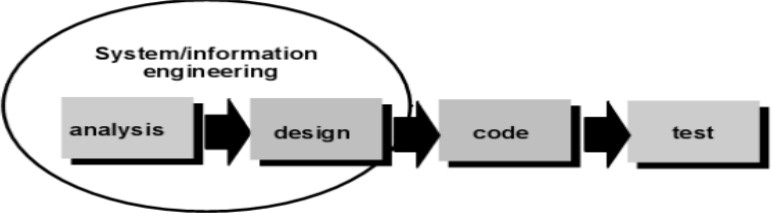 System/information
engineering
analysis
design
code
test